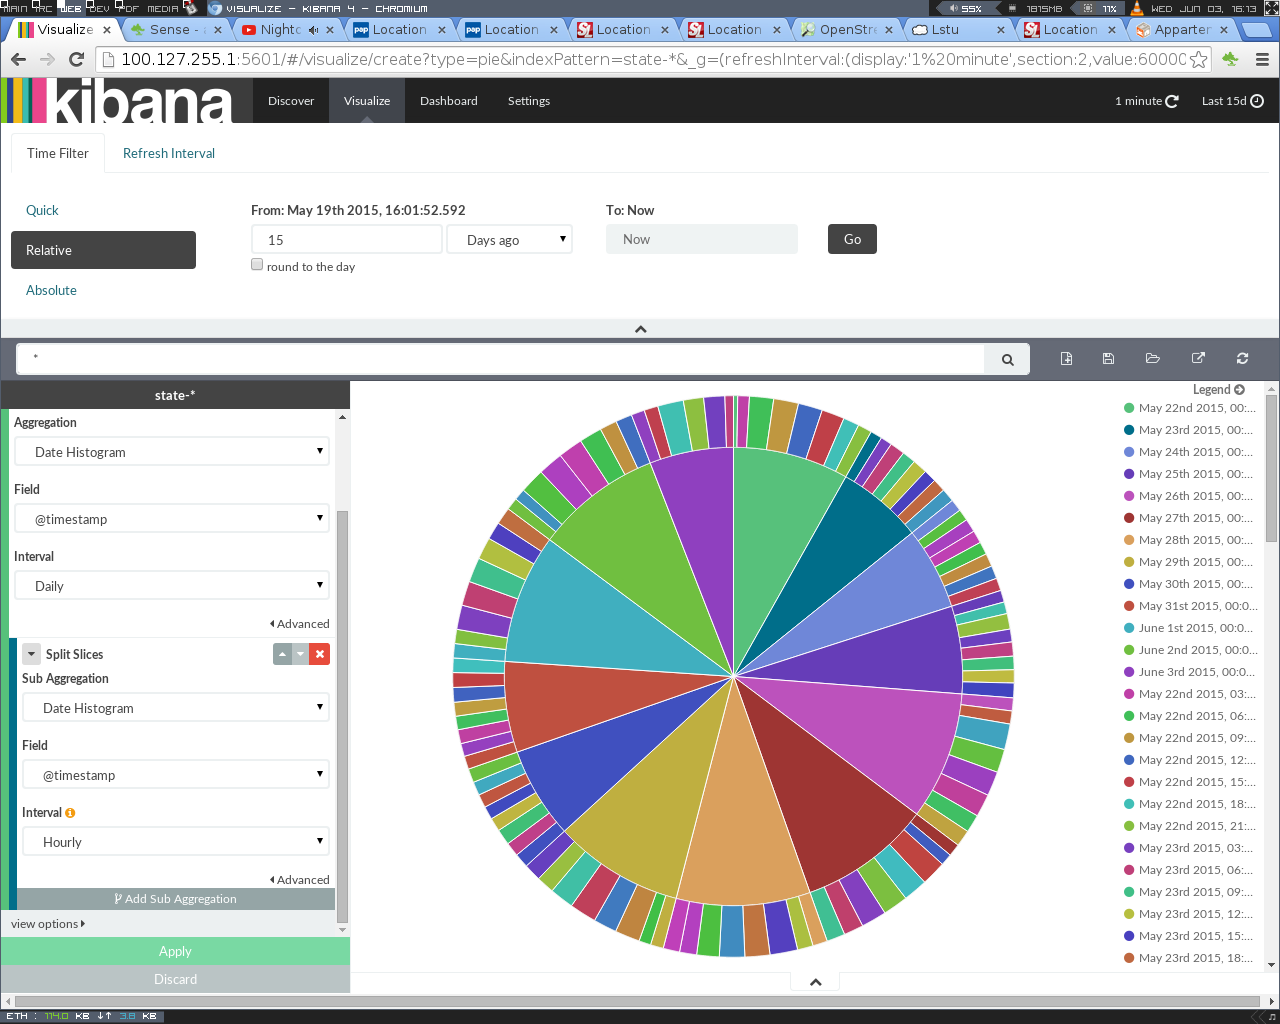 MAIN ARC WEB DEV PDF MEDIA VISUALIZE - KIBANA 4 - CHROMIUM 55% 1815MB 11% WED JUN 03, 16:13
Visualize Sense - Nightc Location Location Location Location OpenStre Lstu Location Apparten
100.127.255.1:5601/#/visualize/create?type=pie&indexPattern=state-*&_g=(refreshInterval:(display:'1%20minute',section:2,value:60000
kibana Discover Visualize Dashboard Settings 1 minute Last 15d
Time Filter Refresh Interval
Quick
Relative
Absolute
From: May 19th 2015, 16:01:52.592 To: Now
15 Days ago Now Go
round to the day
*
state-*
Aggregation
Date Histogram
Field
@timestamp
Interval
Daily
Advanced
Split Slices
Sub Aggregation
Date Histogram
Field
@timestamp
Interval
Hourly
Advanced
Add Sub Aggregation
view options
Apply
Discard
Legend
May 22nd 2015, 00:...
May 23rd 2015, 00:...
May 24th 2015, 00:...
May 25th 2015, 00:...
May 26th 2015, 00:...
May 27th 2015, 00:...
May 28th 2015, 00:...
May 29th 2015, 00:...
May 30th 2015, 00:...
May 31st 2015, 00:0...
June 1st 2015, 00:0...
June 2nd 2015, 00:0...
June 3rd 2015, 00:0...
May 22nd 2015, 03:...
May 22nd 2015, 06:...
May 22nd 2015, 09:...
May 22nd 2015, 12:...
May 22nd 2015, 15:...
May 22nd 2015, 18:...
May 22nd 2015, 21:...
May 23rd 2015, 03:...
May 23rd 2015, 06:...
May 23rd 2015, 09:...
May 23rd 2015, 12:...
May 23rd 2015, 15:...
May 23rd 2015, 18:...
ETH : 114.0 KB 3.8 KB